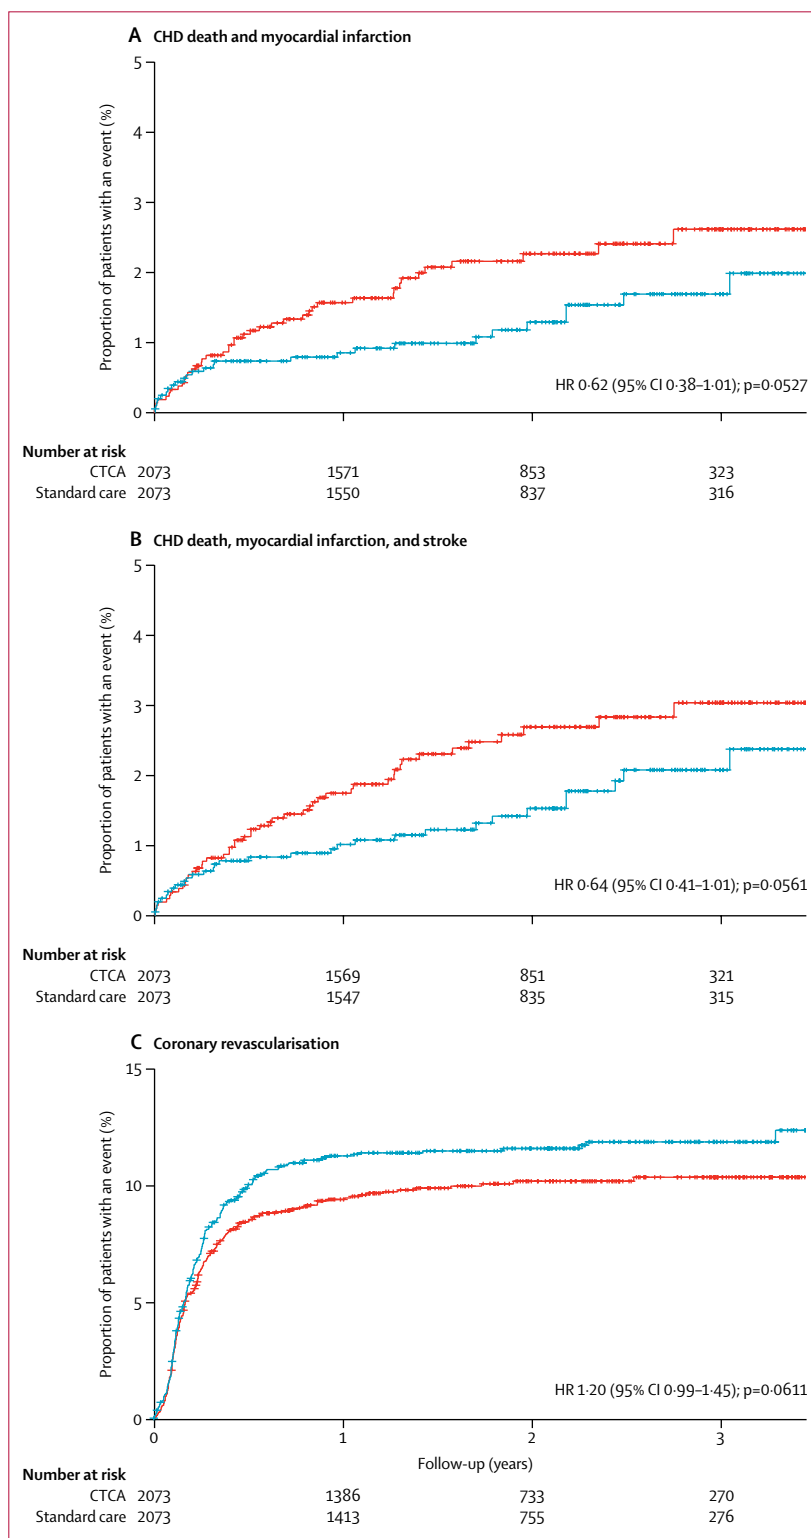 A CHD death and myocardial infarction
5
4
3
2
1
0
Proportion of patients with an event (%)
HR 0·62 (95% CI 0·38–1·01); p=0·0527
Number at risk
CTCA 2073 1571 853 323
Standard care 2073 1550 837 316
B CHD death, myocardial infarction, and stroke
5
4
3
2
1
0
Proportion of patients with an event (%)
HR 0·64 (95% CI 0·41–1·01); p=0·0561
Number at risk
CTCA 2073 1569 851 321
Standard care 2073 1547 835 315
C Coronary revascularisation
15
10
5
0
Proportion of patients with an event (%)
HR 1·20 (95% CI 0·99–1·45); p=0·0611
0 1 2 3
Follow-up (years)
Number at risk
CTCA 2073 1386 733 270
Standard care 2073 1413 755 276